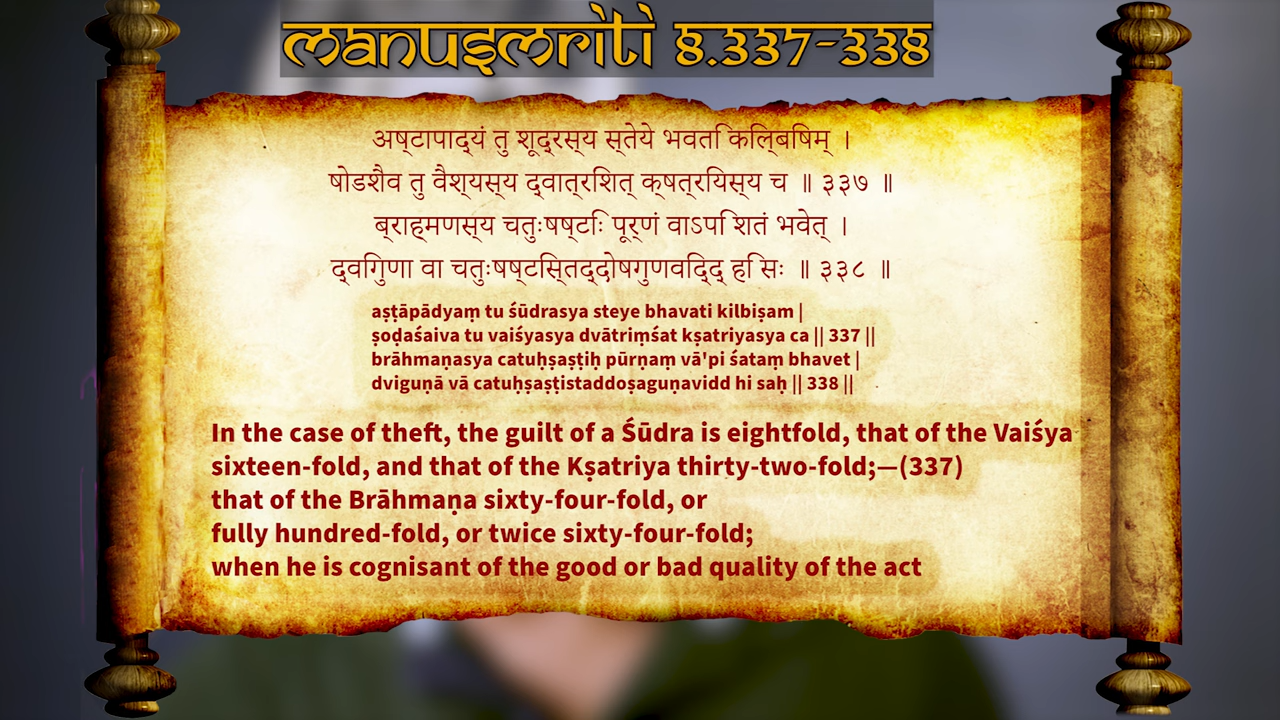 Manusmriti 8.337-338
अष्टापाद्यं तु शूद्रस्य स्तेये भवति किल्बिषम् ।
षोडशैव तु वैश्यस्य द्वात्रिंशत् क्षत्रियस्य च ॥ ३३७ ॥
ब्राह्मणस्य चतुःषष्टिः पूर्णं वाऽपि शतं भवेत् ।
द्विगुणा वा चतुःषष्टिस्तद्दोषगुणविद्धि सः ॥ ३३८ ॥
aṣṭāpādyaṃ tu śūdrasya steye bhavati kilbiṣam |
ṣoḍaśaiva tu vaiśyasya dvātriṃśat kṣatriyasya ca || 337 ||
brāhmaṇasya catuḥṣaṣṭiḥ pūrṇaṃ vā'pi śataṃ bhavet |
dviguṇā vā catuḥṣaṣṭistaddoṣaguṇavidd hi saḥ || 338 ||
In the case of theft, the guilt of a Śūdra is eightfold, that of the Vaiśya
sixteen-fold, and that of the Kṣatriya thirty-two-fold;—(337)
that of the Brāhmaṇa sixty-four-fold, or
fully hundred-fold, or twice sixty-four-fold;
when he is cognisant of the good or bad quality of the act